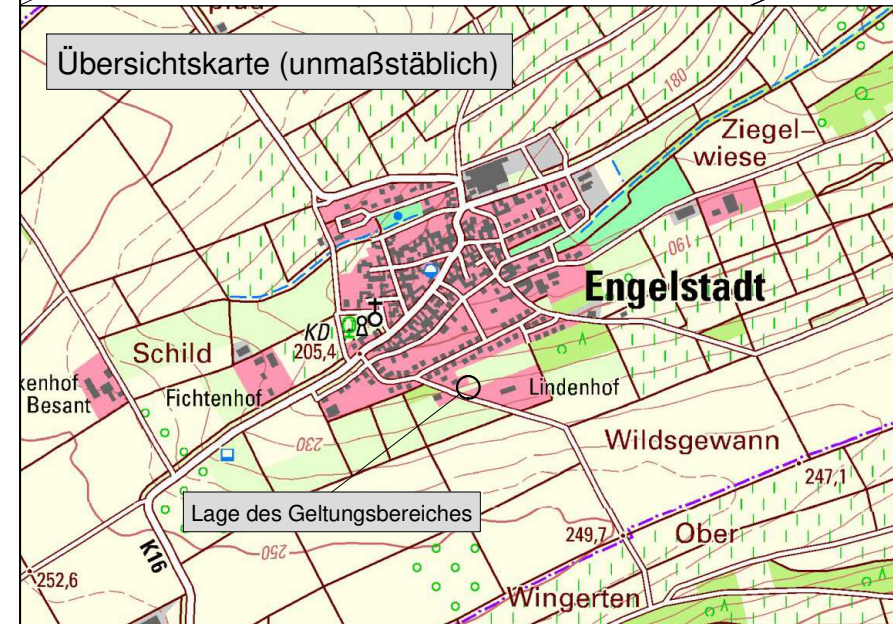 Übersichtskarte (unmaßstäblich)
180
Ziegel–
wiese
190
Engelstadt
KD
205,4
Schild
Fichtenhof
xenhof
Besant
Lindenhof
230
Wildsgewann
247,1
Lage des Geltungsbereiches
249,7
Ober
250
K16
252,6
Wingerten